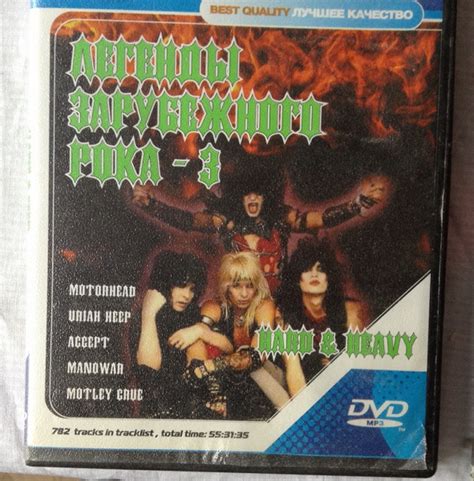 BEST QUALITY ЛУЧШЕЕ КАЧЕСТВО
ЛЕГЕНДЫ
ЗАРУБЕЖНОГО
РОКА - 3
MOTORHEAD
URIAH HEEP
ACCEPT
MANOWAR
MOTLEY CRUE
HARD & HEAVY
DVD
MP3
782 tracks in tracklist , total time: 55:31:35